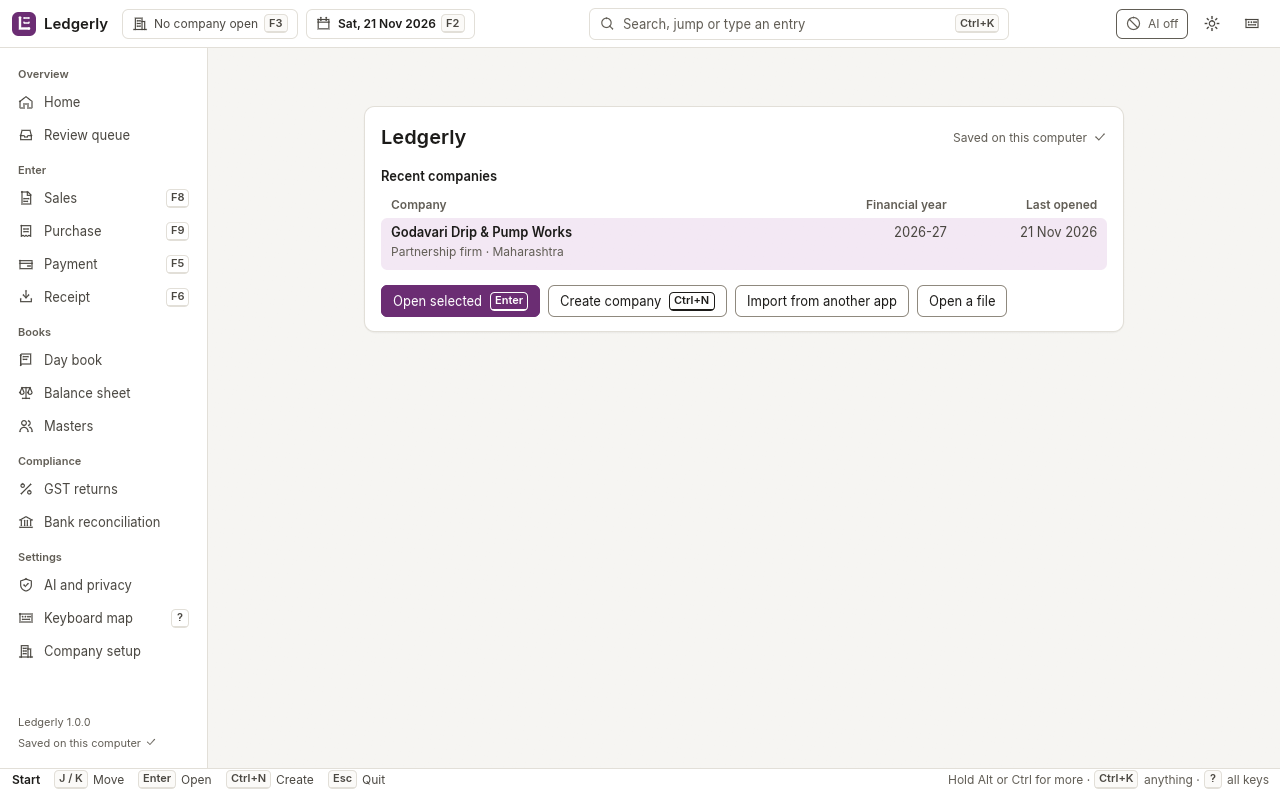 Ledgerly
No company open F3
Sat, 21 Nov 2026 F2
Search, jump or type an entry Ctrl+K
AI off
Overview
Home
Review queue
Enter
Sales F8
Purchase F9
Payment F5
Receipt F6
Books
Day book
Balance sheet
Masters
Compliance
GST returns
Bank reconciliation
Settings
AI and privacy
Keyboard map ?
Company setup
Ledgerly 1.0.0
Saved on this computer
Ledgerly
Saved on this computer
Recent companies
Company Financial year Last opened
Godavari Drip & Pump Works 2026-27 21 Nov 2026
Partnership firm · Maharashtra
Open selected Enter
Create company Ctrl+N
Import from another app
Open a file
Start J / K Move Enter Open Ctrl+N Create Esc Quit
Hold Alt or Ctrl for more · Ctrl+K anything · ? all keys